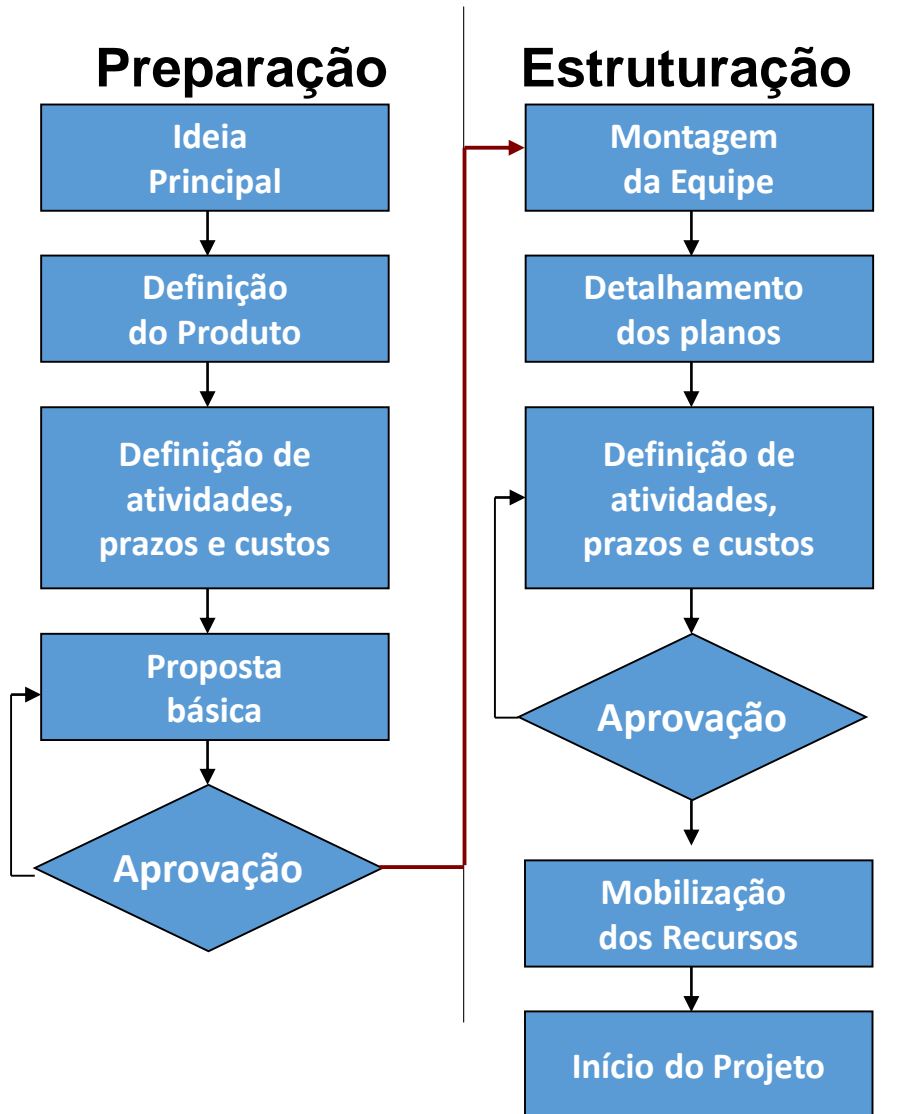 Preparação
Ideia
Principal
Definição
do Produto
Definição de
atividades,
prazos e custos
Proposta
básica
Aprovação
Estruturação
Montagem
da Equipe
Detalhamento
dos planos
Definição de
atividades,
prazos e custos
Aprovação
Mobilização
dos Recursos
Início do Projeto